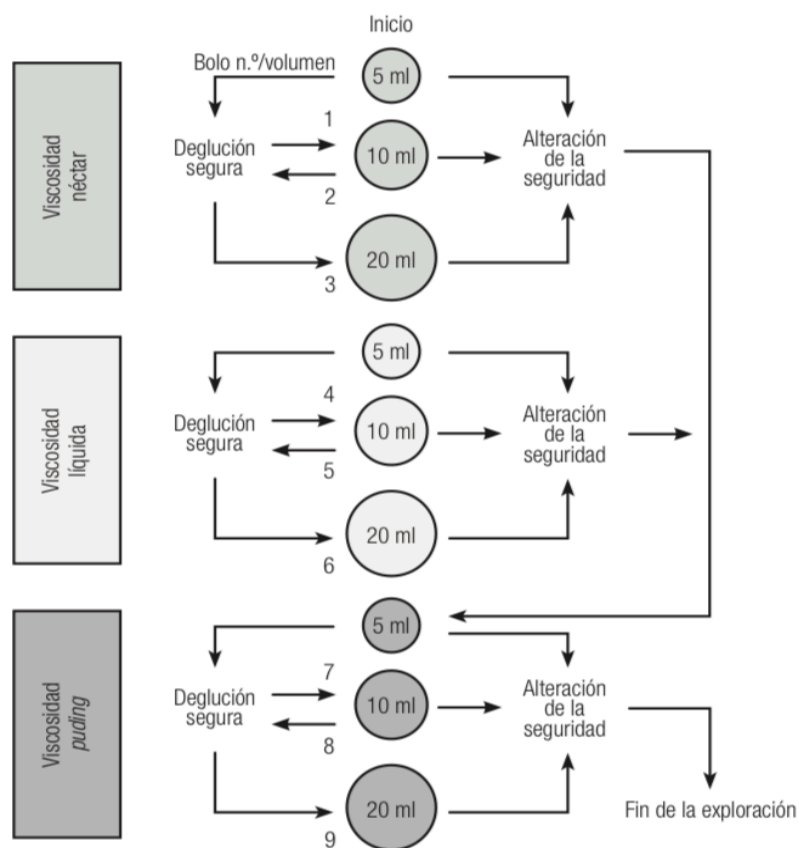 Inicio
Bolo n.º/volumen
5 ml
Viscosidad
néctar
1
Deglución
segura
10 ml
Alteración
de la
seguridad
2
20 ml
3
5 ml
Viscosidad
líquida
4
Deglución
segura
10 ml
Alteración
de la
seguridad
5
20 ml
6
5 ml
Viscosidad
puding
7
Deglución
segura
10 ml
Alteración
de la
seguridad
8
20 ml
9
Fin de la exploración